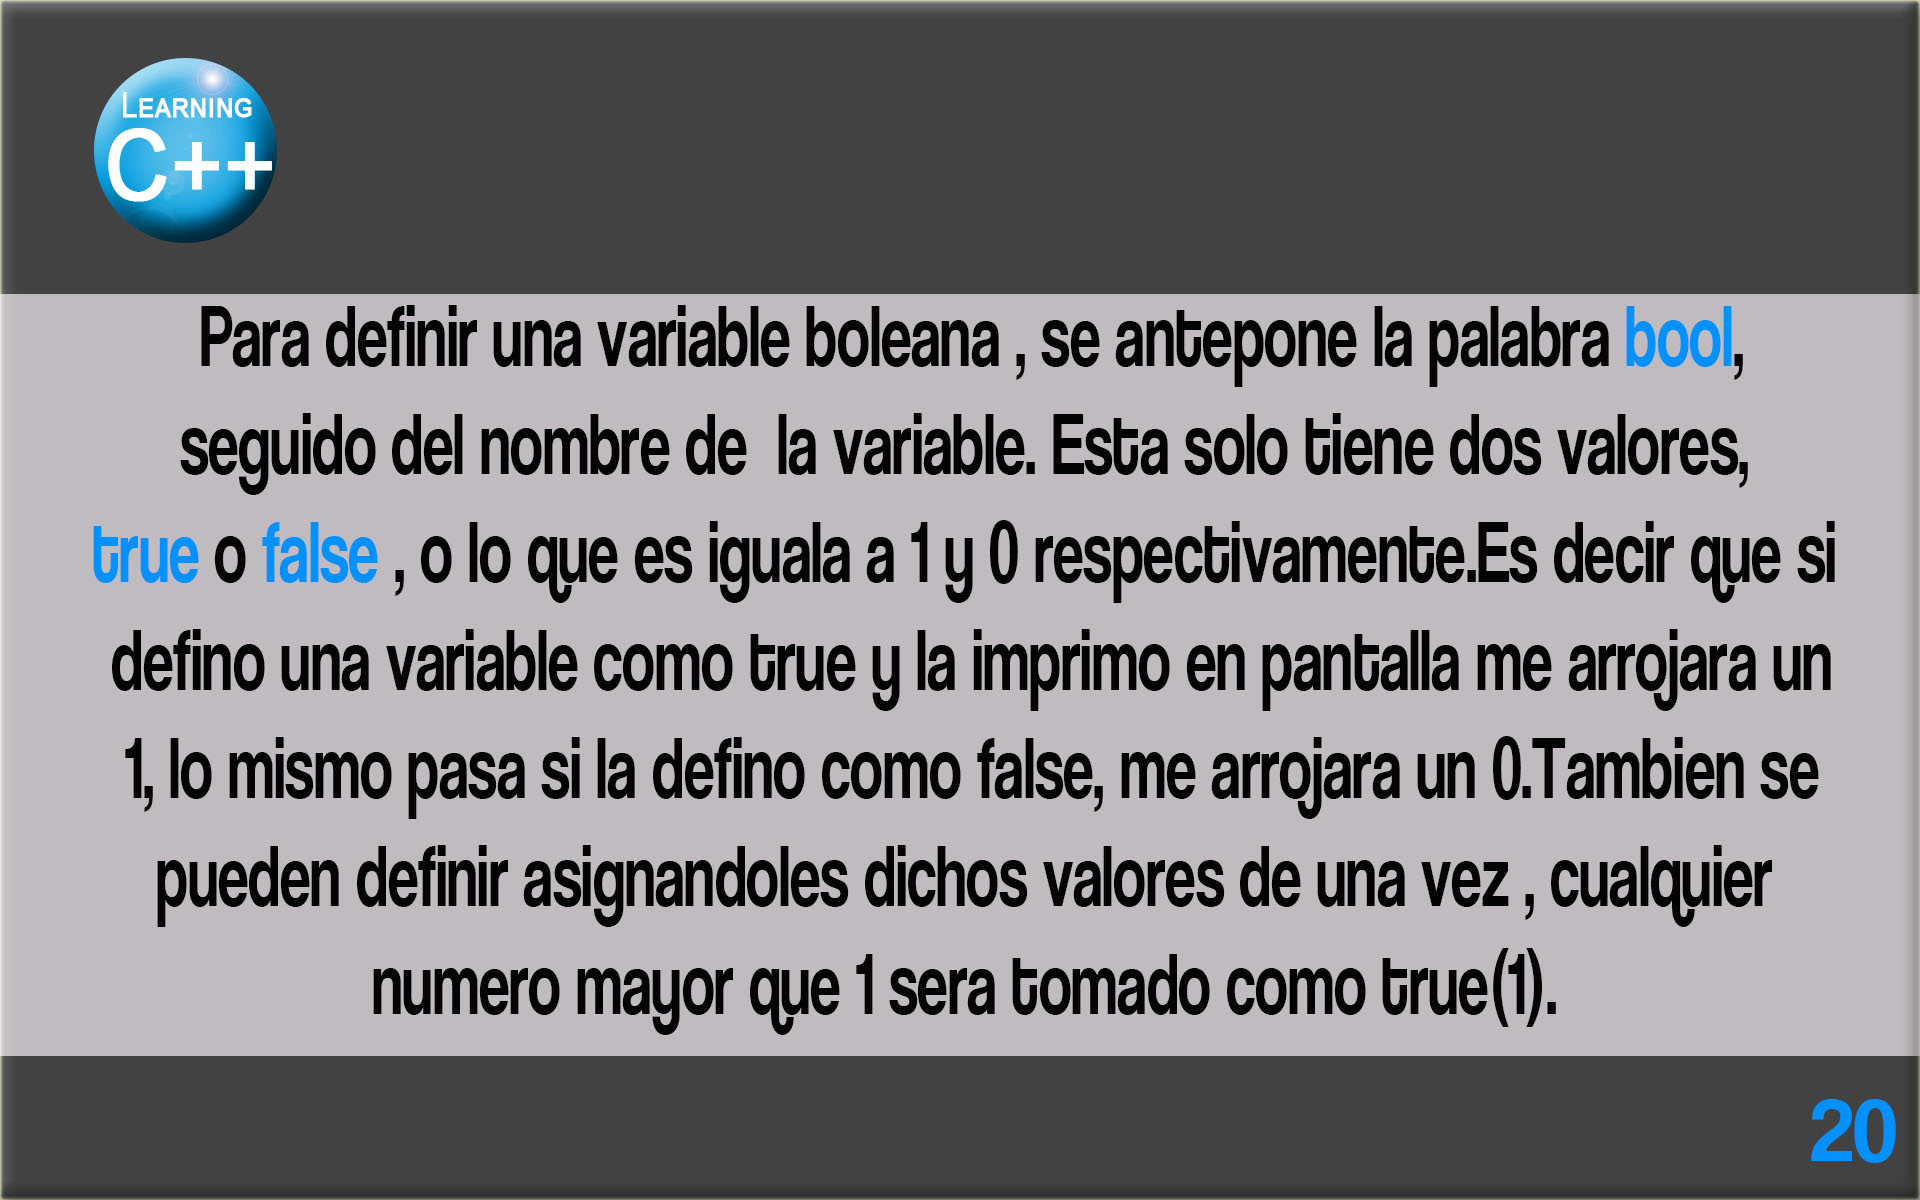 LEARNING
C++
Para definir una variable boleana , se antepone la palabra bool,
seguido del nombre de la variable. Esta solo tiene dos valores,
true o false , o lo que es iguala a 1 y 0 respectivamente.Es decir que si
defino una variable como true y la imprimo en pantalla me arrojara un
1, lo mismo pasa si la defino como false, me arrojara un 0.Tambien se
pueden definir asignandoles dichos valores de una vez , cualquier
numero mayor que 1 sera tomado como true(1).
20